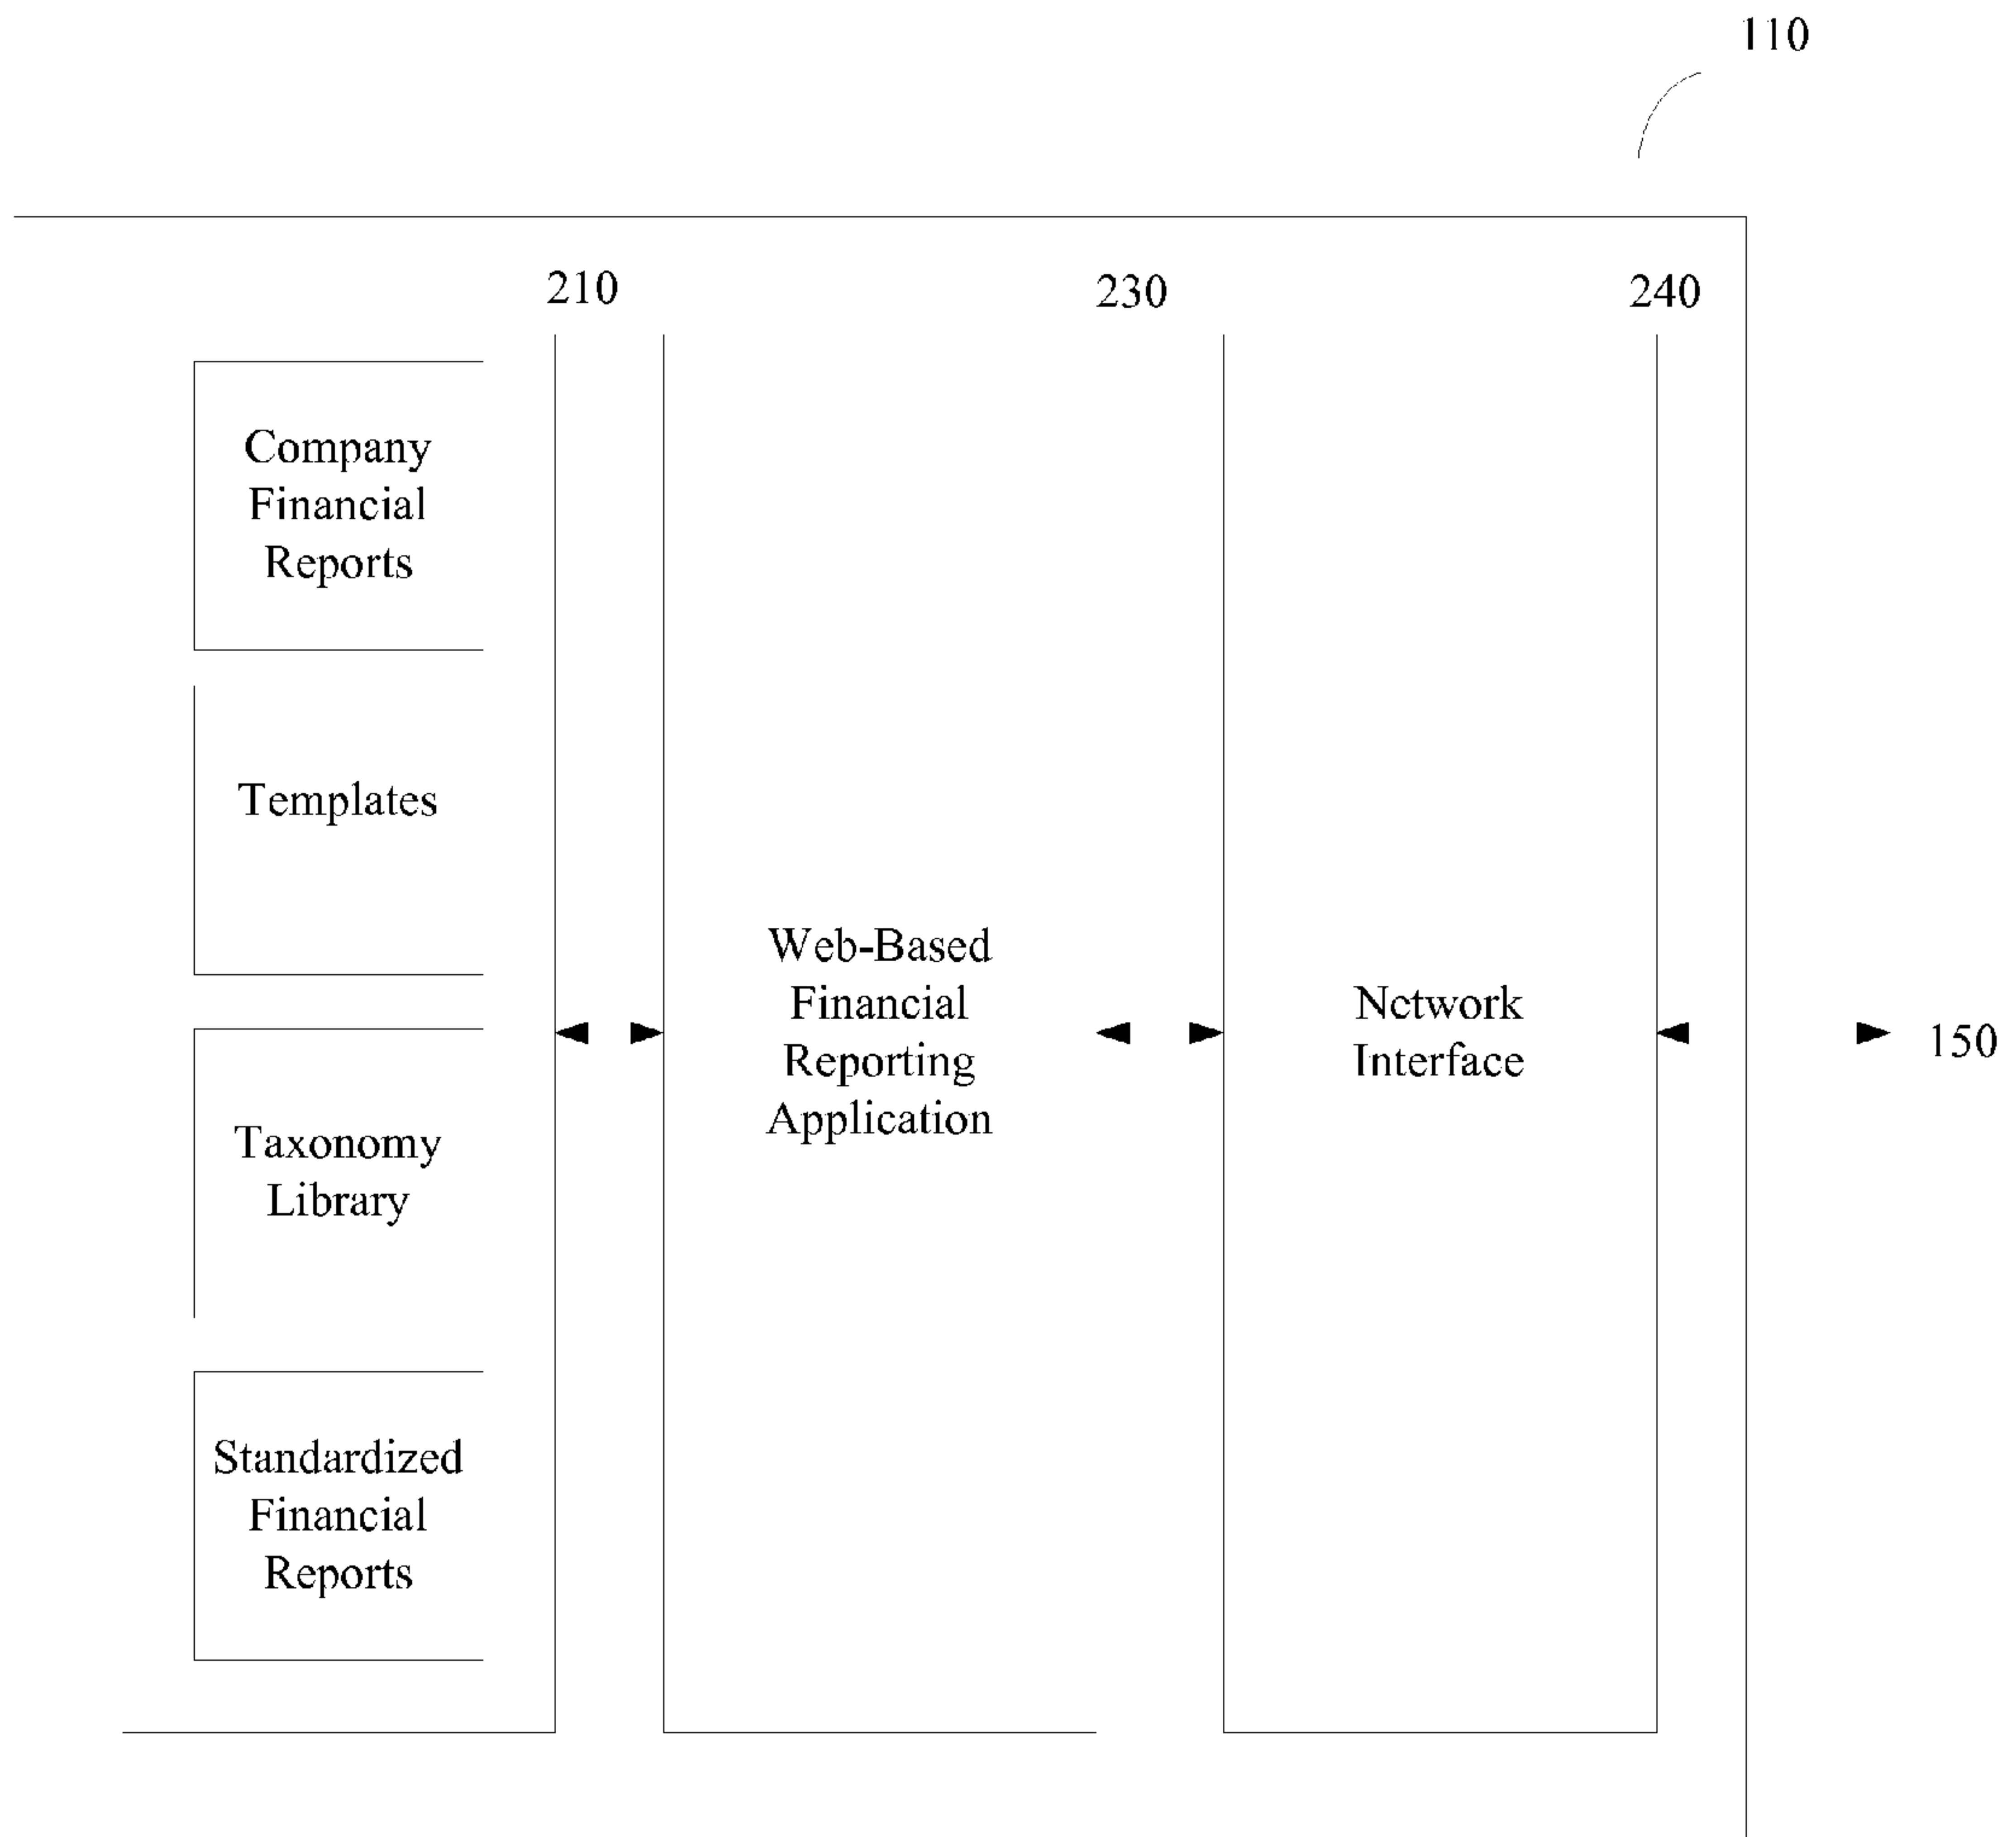 110
210
230
240
Company
Financial
Reports
Templates
Taxonomy
Library
Standardized
Financial
Reports
Web-Based
Financial
Reporting
Application
Network
Interface
150